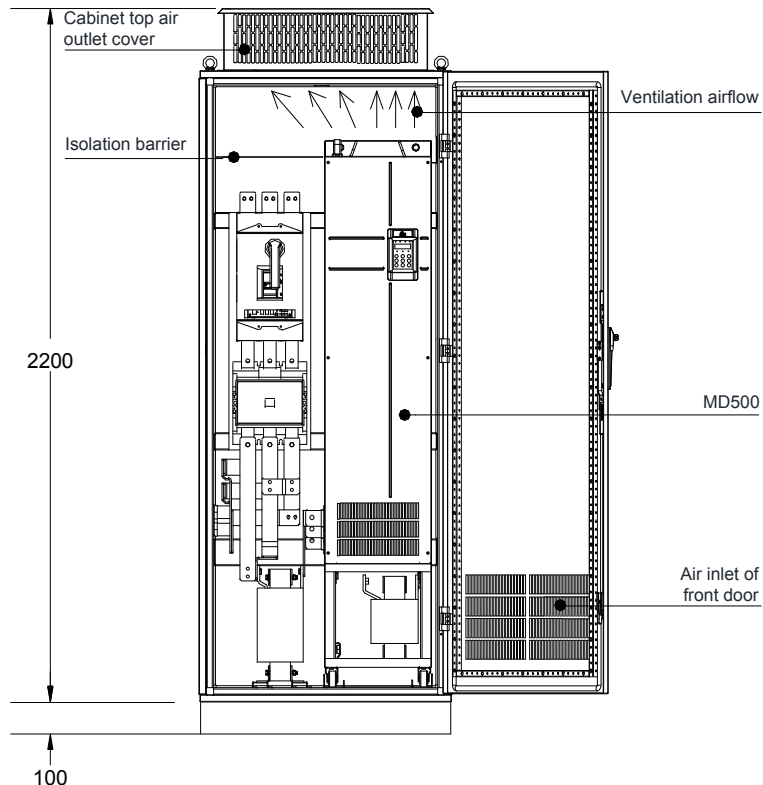 Cabinet top air
outlet cover
Ventilation airflow
Isolation barrier
2200
MD500
Air inlet of
front door
100